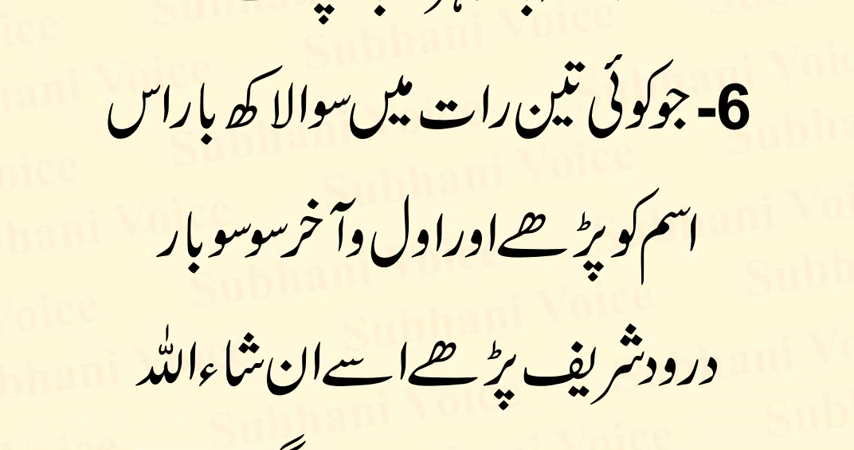 6- جو کوئی تین رات میں سوا لاکھ بار اس
اسم کو پڑھے اور اول و آخر سو سو بار
درود شریف پڑھے اسے ان شاء اللہ